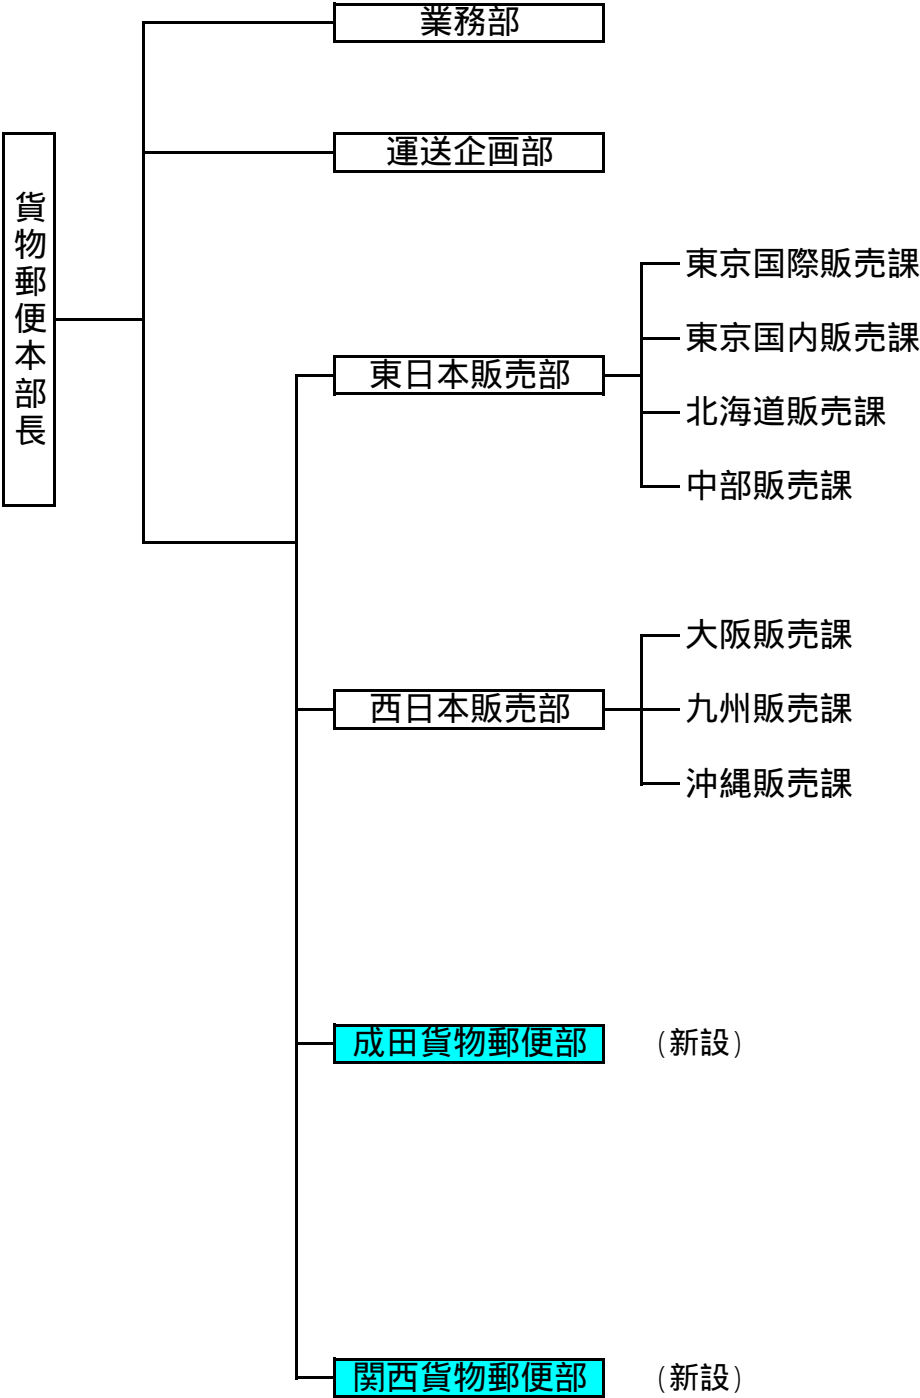 業務部
運送企画部
貨物郵便本部長
東京国際販売課
東京国内販売課
東日本販売部
北海道販売課
中部販売課
大阪販売課
西日本販売部
九州販売課
沖縄販売課
成田貨物郵便部 (新設)
関西貨物郵便部 (新設)